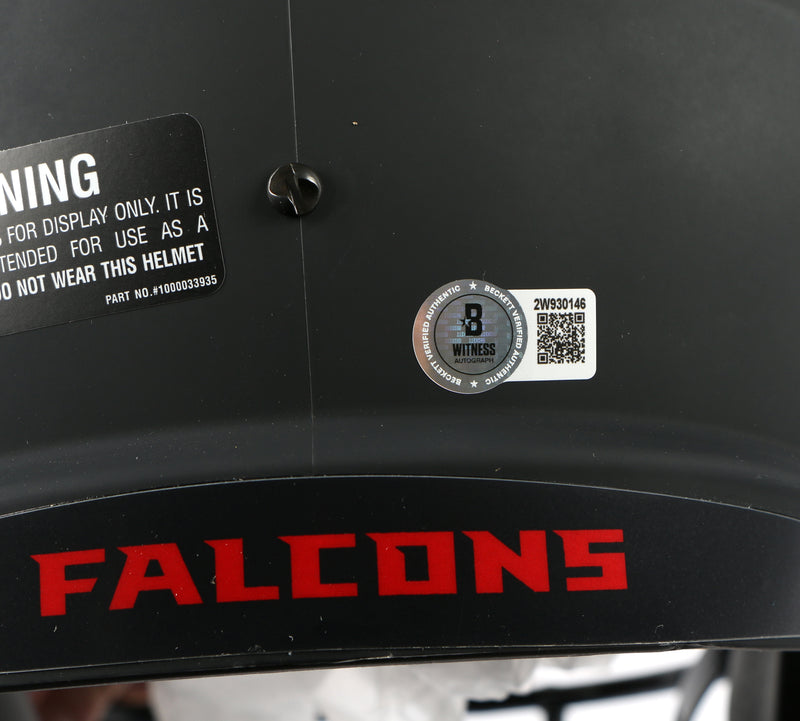 NING
FOR DISPLAY ONLY. IT IS
TENDED FOR USE AS A
DO NOT WEAR THIS HELMET
PART NO.#1000033935
BECKETT VERIFIED AUTHENTIC ★ BECKETT VERIFIED AUTHENTIC ★
B
WITNESS
AUTOGRAPH
2W930146
FALCONS